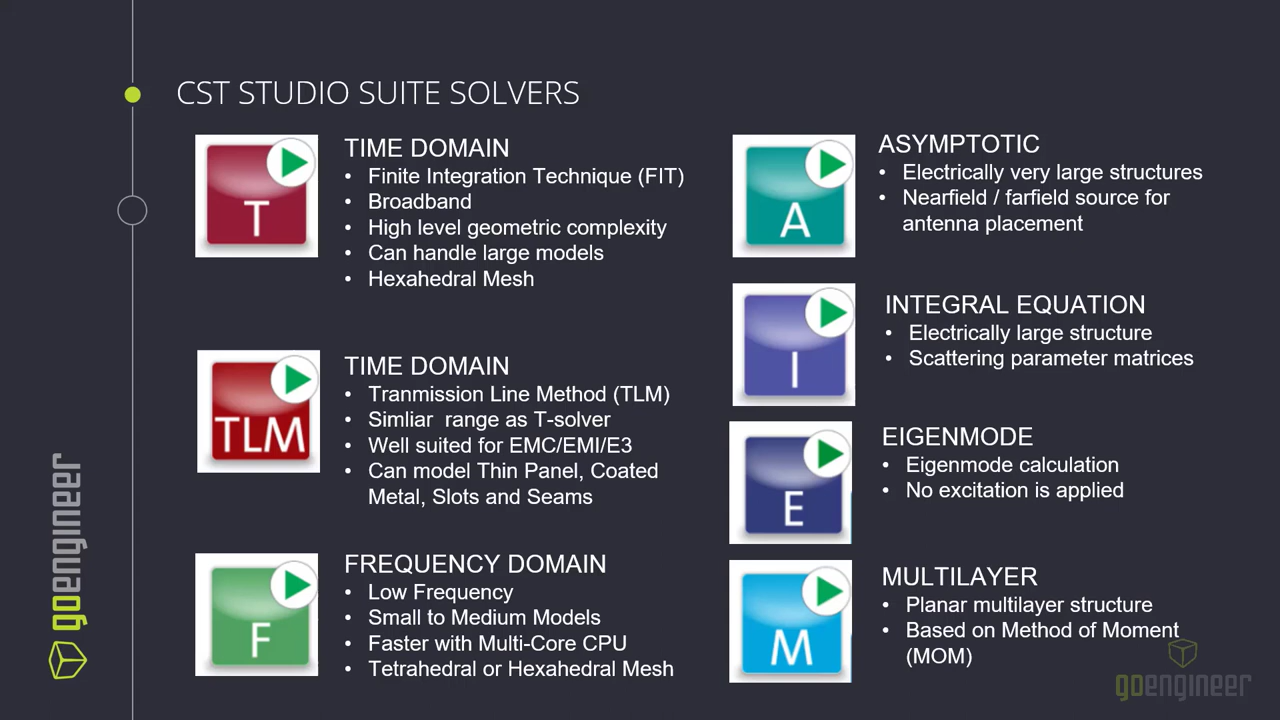 CST STUDIO SUITE SOLVERS
T
TIME DOMAIN
• Finite Integration Technique (FIT)
• Broadband
• High level geometric complexity
• Can handle large models
• Hexahedral Mesh
TLM
TIME DOMAIN
• Tranmission Line Method (TLM)
• Simliar range as T-solver
• Well suited for EMC/EMI/E3
• Can model Thin Panel, Coated
Metal, Slots and Seams
F
FREQUENCY DOMAIN
• Low Frequency
• Small to Medium Models
• Faster with Multi-Core CPU
• Tetrahedral or Hexahedral Mesh
A
ASYMPTOTIC
• Electrically very large structures
• Nearfield / farfield source for
antenna placement
I
INTEGRAL EQUATION
• Electrically large structure
• Scattering parameter matrices
E
EIGENMODE
• Eigenmode calculation
• No excitation is applied
M
MULTILAYER
• Planar multilayer structure
• Based on Method of Moment
(MOM)
goengineer
goengineer